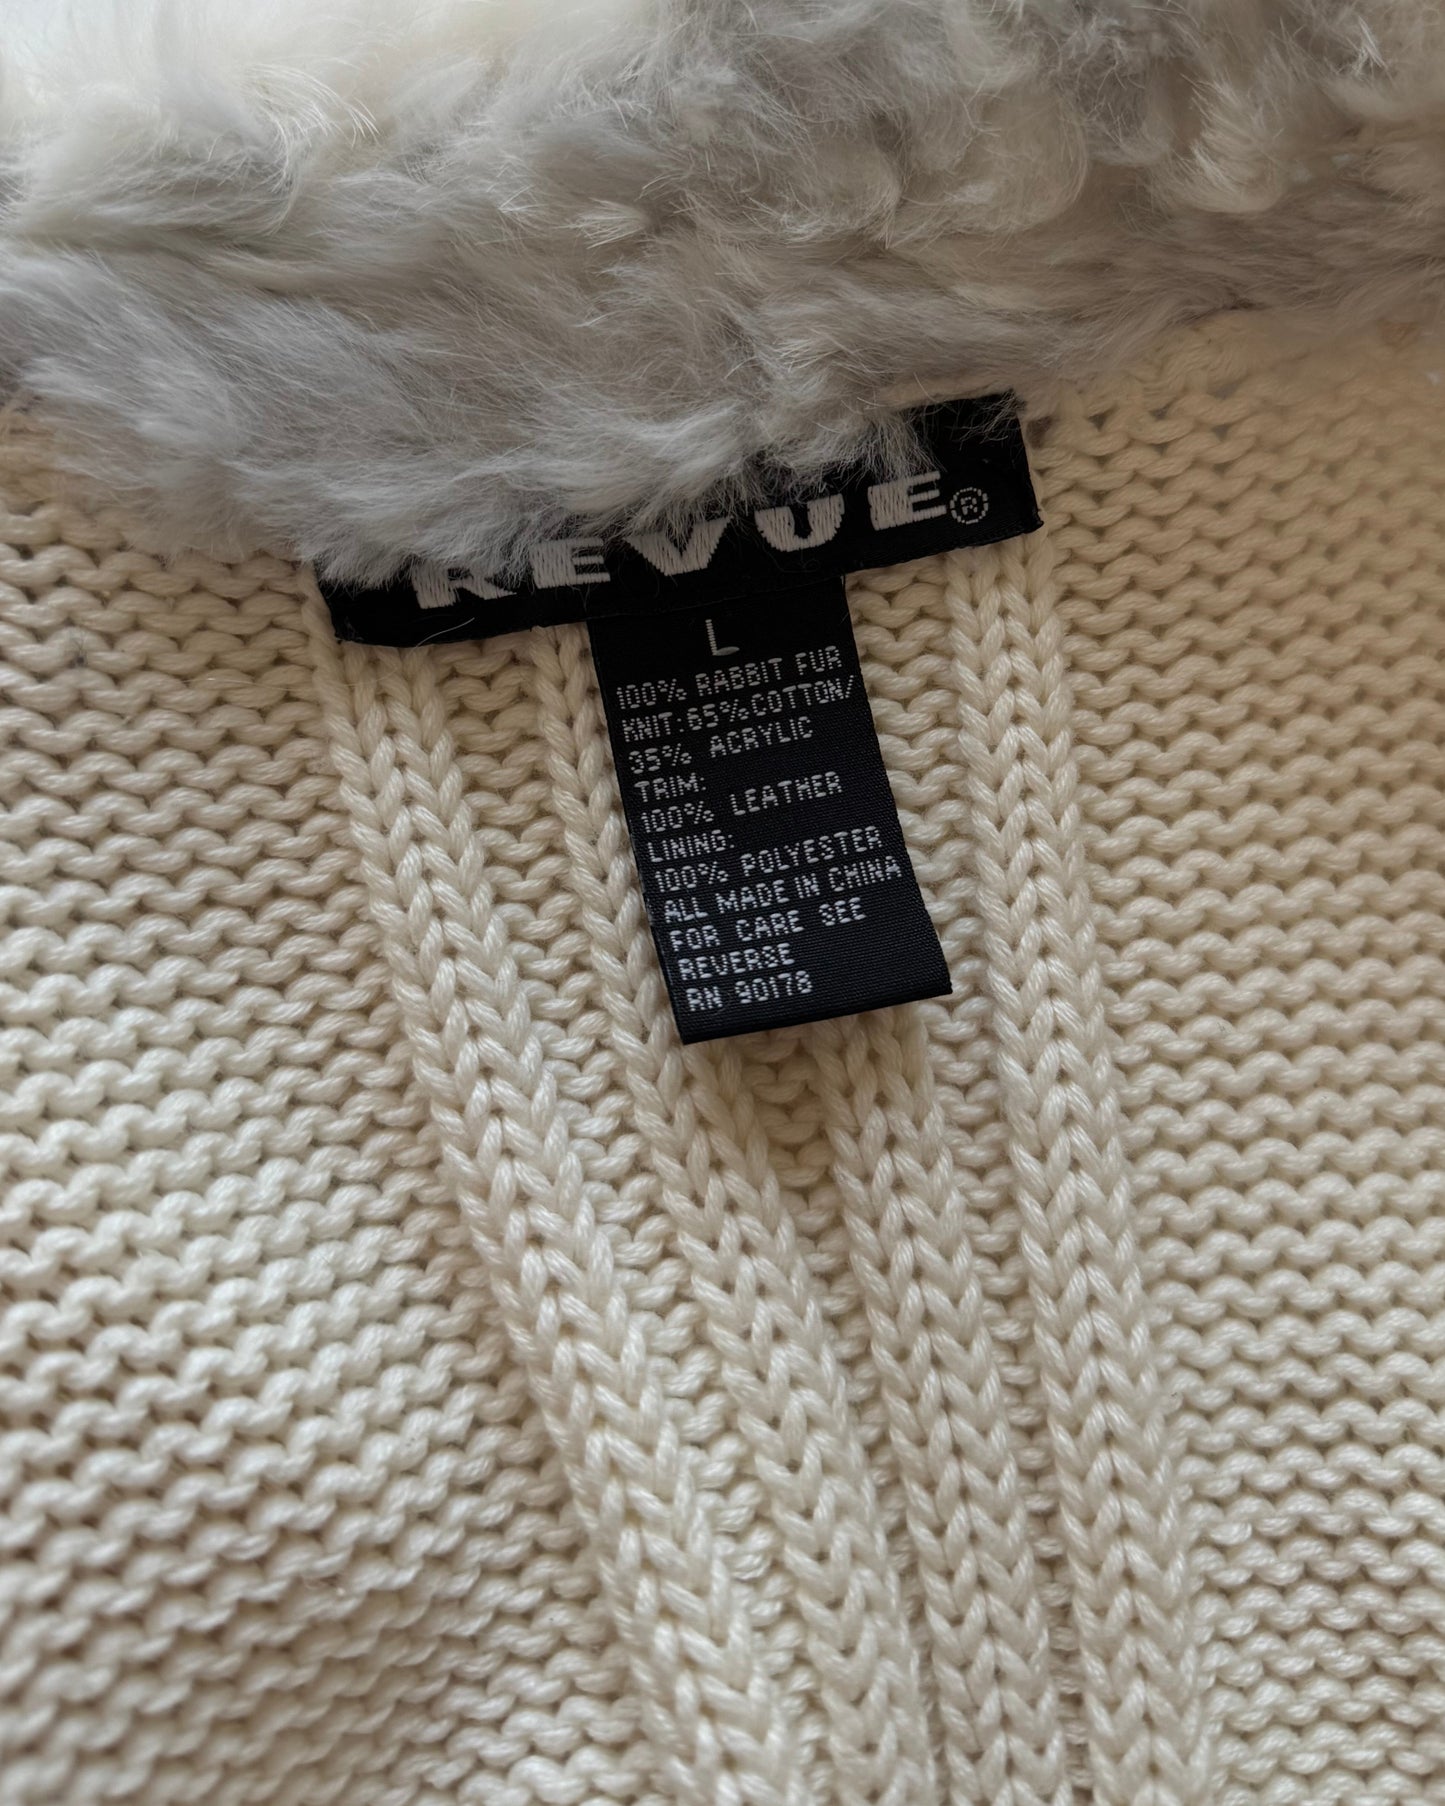 REVUE®
L
100% RABBIT FUR
KNIT:65%COTTON/
35% ACRYLIC
TRIM:
100% LEATHER
LINING:
100% POLYESTER
ALL MADE IN CHINA
FOR CARE SEE
REVERSE
RN 90178